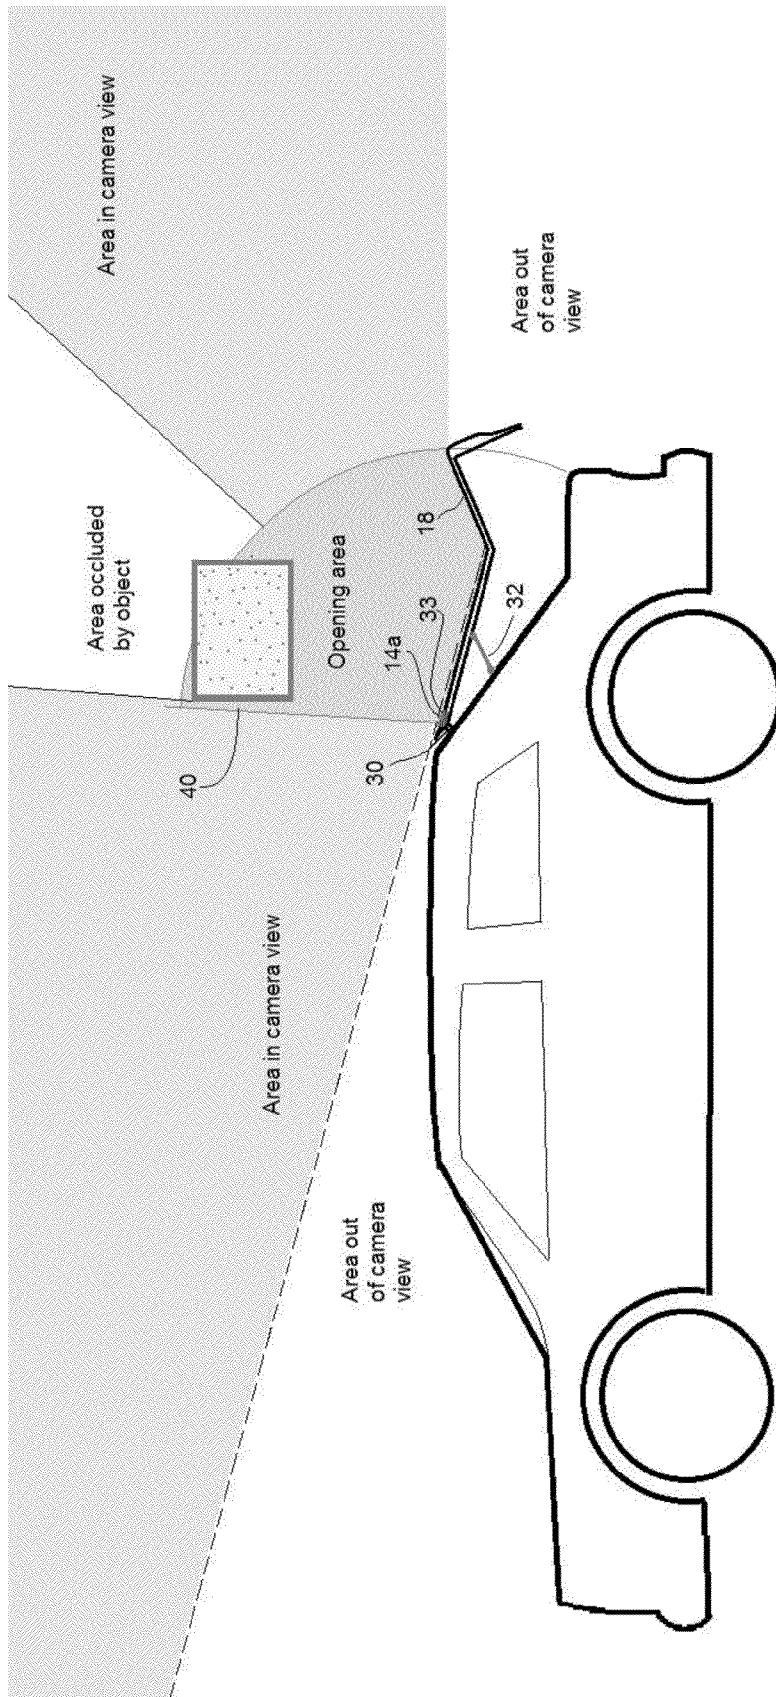 Area occluded
by object
Area in camera view
40
Area in camera view
Opening area
Area out
of camera
view
30
14a
33
18
32
Area out
of camera
view